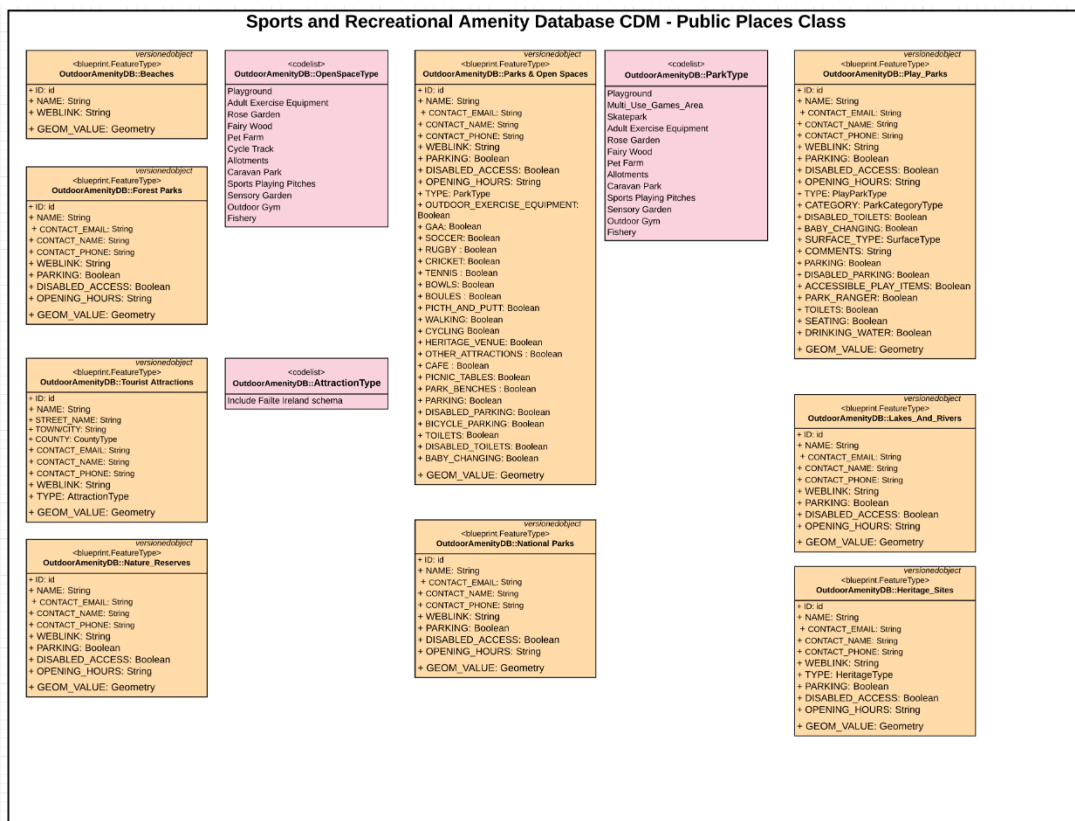 Sports and Recreational Amenity Database CDM - Public Places Class
versionedobject
<blueprint.FeatureType>
OutdoorAmenityDB::Beaches
+ ID: id
+ NAME: String
+ WEBLINK: String
+ GEOM_VALUE: Geometry
versionedobject
<blueprint.FeatureType>
OutdoorAmenityDB::Forest Parks
+ ID: id
+ NAME: String
+ CONTACT_EMAIL: String
+ CONTACT_NAME: String
+ CONTACT_PHONE: String
+ WEBLINK: String
+ PARKING: Boolean
+ DISABLED_ACCESS: Boolean
+ OPENING_HOURS: String
+ GEOM_VALUE: Geometry
versionedobject
<blueprint.FeatureType>
OutdoorAmenityDB::Tourist Attractions
+ ID: id
+ NAME: String
+ STREET_NAME: String
+ TOWN/CITY: String
+ COUNTY: CountyType
+ CONTACT_EMAIL: String
+ CONTACT_NAME: String
+ CONTACT_PHONE: String
+ WEBLINK: String
+ TYPE: AttractionType
+ GEOM_VALUE: Geometry
versionedobject
<blueprint.FeatureType>
OutdoorAmenityDB::Nature_Reserves
+ ID: id
+ NAME: String
+ CONTACT_EMAIL: String
+ CONTACT_NAME: String
+ CONTACT_PHONE: String
+ WEBLINK: String
+ PARKING: Boolean
+ DISABLED_ACCESS: Boolean
+ OPENING_HOURS: String
+ GEOM_VALUE: Geometry
<codelist>
OutdoorAmenityDB::OpenSpaceType
Playground
Adult Exercise Equipment
Rose Garden
Fairy Wood
Pet Farm
Cycle Track
Allotments
Caravan Park
Sports Playing Pitches
Sensory Garden
Outdoor Gym
Fishery
<codelist>
OutdoorAmenityDB::AttractionType
Include Failte Ireland schema
versionedobject
<blueprint.FeatureType>
OutdoorAmenityDB::Parks & Open Spaces
+ ID: id
+ NAME: String
+ CONTACT_EMAIL: String
+ CONTACT_NAME: String
+ CONTACT_PHONE: String
+ WEBLINK: String
+ PARKING: Boolean
+ DISABLED_ACCESS: Boolean
+ OPENING_HOURS: String
+ TYPE: ParkType
+ OUTDOOR_EXERCISE_EQUIPMENT:
Boolean
+ GAA: Boolean
+ SOCCER: Boolean
+ RUGBY : Boolean
+ CRICKET: Boolean
+ TENNIS : Boolean
+ BOWLS: Boolean
+ BOULES : Boolean
+ PICTH_AND_PUTT: Boolean
+ WALKING: Boolean
+ CYCLING Boolean
+ HERITAGE_VENUE: Boolean
+ OTHER_ATTRACTIONS : Boolean
+ CAFE : Boolean
+ PICNIC_TABLES: Boolean
+ PARK_BENCHES : Boolean
+ PARKING: Boolean
+ DISABLED_PARKING: Boolean
+ BICYCLE_PARKING: Boolean
+ TOILETS: Boolean
+ DISABLED_TOILETS: Boolean
+ BABY_CHANGING: Boolean
+ GEOM_VALUE: Geometry
versionedobject
<blueprint.FeatureType>
OutdoorAmenityDB::National Parks
+ ID: id
+ NAME: String
+ CONTACT_EMAIL: String
+ CONTACT_NAME: String
+ CONTACT_PHONE: String
+ WEBLINK: String
+ PARKING: Boolean
+ DISABLED_ACCESS: Boolean
+ OPENING_HOURS: String
+ GEOM_VALUE: Geometry
<codelist>
OutdoorAmenityDB::ParkType
Playground
Multi_Use_Games_Area
Skatepark
Adult Exercise Equipment
Rose Garden
Fairy Wood
Pet Farm
Allotments
Caravan Park
Sports Playing Pitches
Sensory Garden
Outdoor Gym
Fishery
versionedobject
<blueprint.FeatureType>
OutdoorAmenityDB::Play_Parks
+ ID: id
+ NAME: String
+ CONTACT_EMAIL: String
+ CONTACT_NAME: String
+ CONTACT_PHONE: String
+ WEBLINK: String
+ PARKING: Boolean
+ DISABLED_ACCESS: Boolean
+ OPENING_HOURS: String
+ TYPE: PlayParkType
+ CATEGORY: ParkCategoryType
+ DISABLED_TOILETS: Boolean
+ BABY_CHANGING: Boolean
+ SURFACE_TYPE: SurfaceType
+ COMMENTS: String
+ PARKING: Boolean
+ DISABLED_PARKING: Boolean
+ ACCESSIBLE_PLAY_ITEMS: Boolean
+ PARK_RANGER: Boolean
+ TOILETS: Boolean
+ SEATING: Boolean
+ DRINKING_WATER: Boolean
+ GEOM_VALUE: Geometry
versionedobject
<blueprint.FeatureType>
OutdoorAmenityDB::Lakes_And_Rivers
+ ID: id
+ NAME: String
+ CONTACT_EMAIL: String
+ CONTACT_NAME: String
+ CONTACT_PHONE: String
+ WEBLINK: String
+ PARKING: Boolean
+ DISABLED_ACCESS: Boolean
+ OPENING_HOURS: String
+ GEOM_VALUE: Geometry
versionedobject
<blueprint.FeatureType>
OutdoorAmenityDB::Heritage_Sites
+ ID: id
+ NAME: String
+ CONTACT_EMAIL: String
+ CONTACT_NAME: String
+ CONTACT_PHONE: String
+ WEBLINK: String
+ TYPE: HeritageType
+ PARKING: Boolean
+ DISABLED_ACCESS: Boolean
+ OPENING_HOURS: String
+ GEOM_VALUE: Geometry